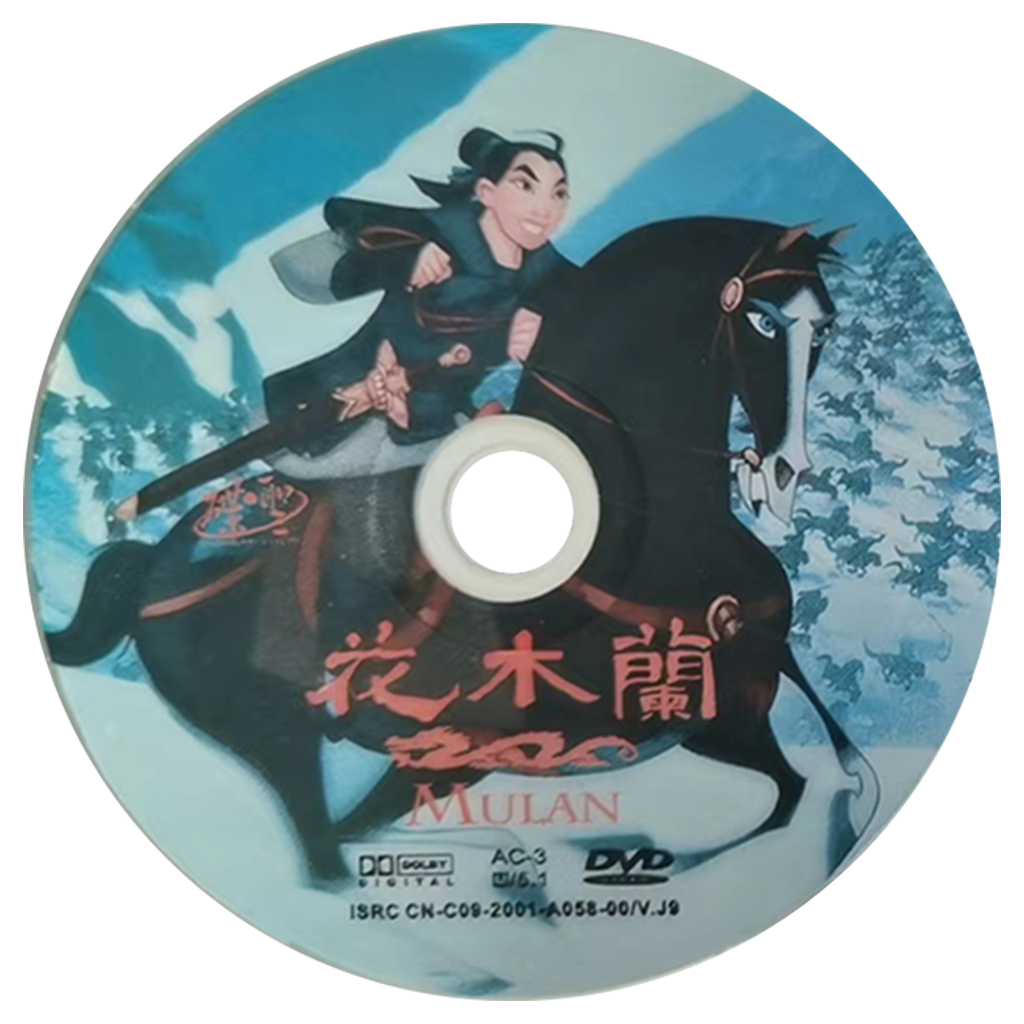 花木蘭
MULAN
DOLBY AC-3 DVD
DIGITAL /5.1
ISRC CN-C09-2001-A058-00/V.J9